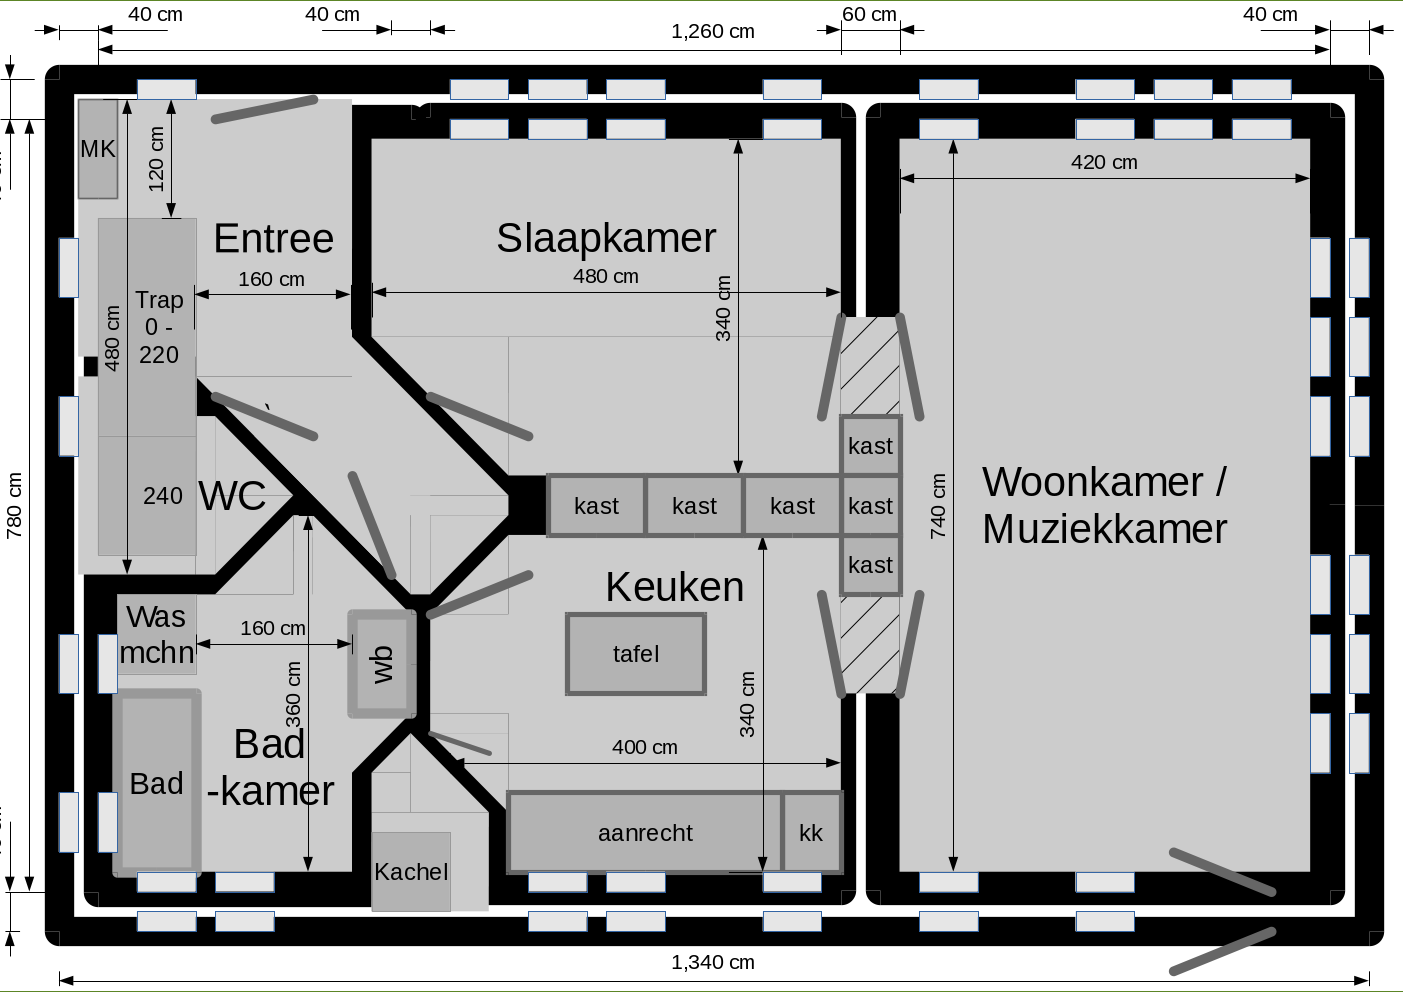 40 cm
40 cm
60 cm
40 cm
1,260 cm
MK
120 cm
420 cm
Entree
Slaapkamer
160 cm
480 cm
340 cm
Trap
0 -
220
480 cm
`
kast
Woonkamer /
Muziekkamer
240
WC
kast
kast
kast
kast
740 cm
780 cm
kast
Keuken
Was
mchn
160 cm
wb
tafel
360 cm
340 cm
Bad
-kamer
400 cm
Bad
aanrecht
kk
Kachel
1,340 cm